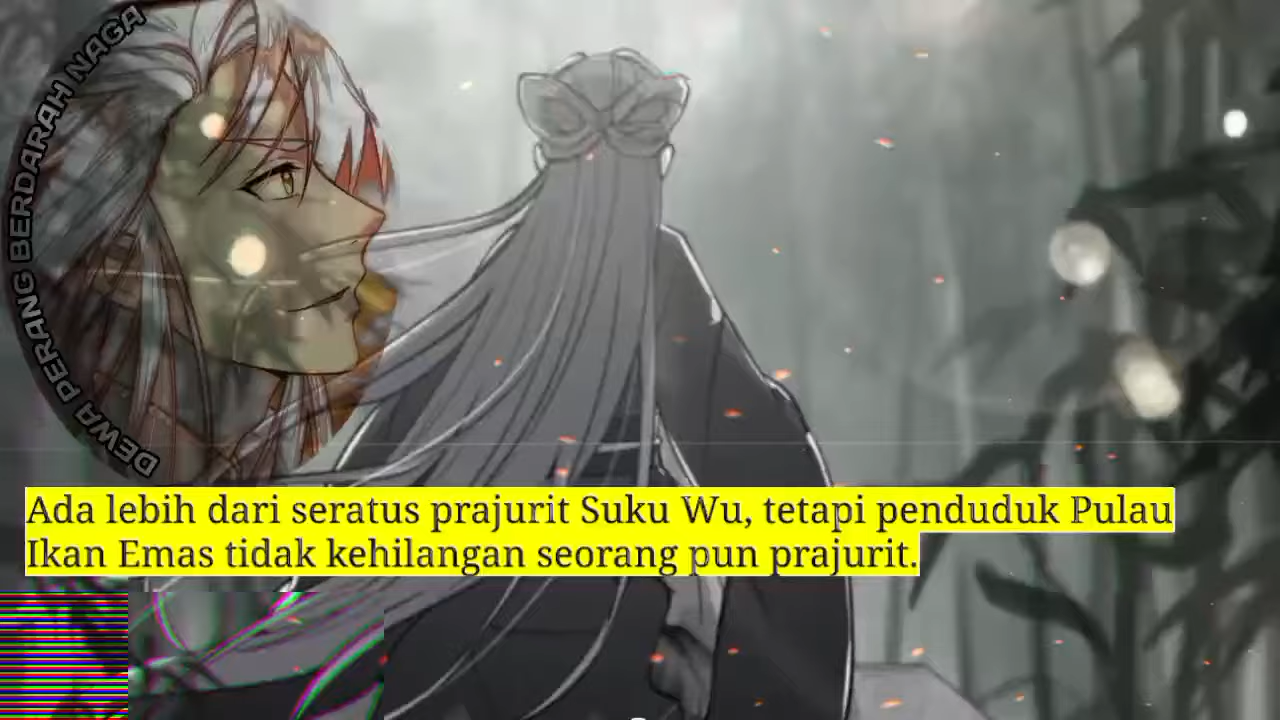 DEWA PERANG BERDARAH NAGA
Ada lebih dari seratus prajurit Suku Wu, tetapi penduduk Pulau
Ikan Emas tidak kehilangan seorang pun prajurit.